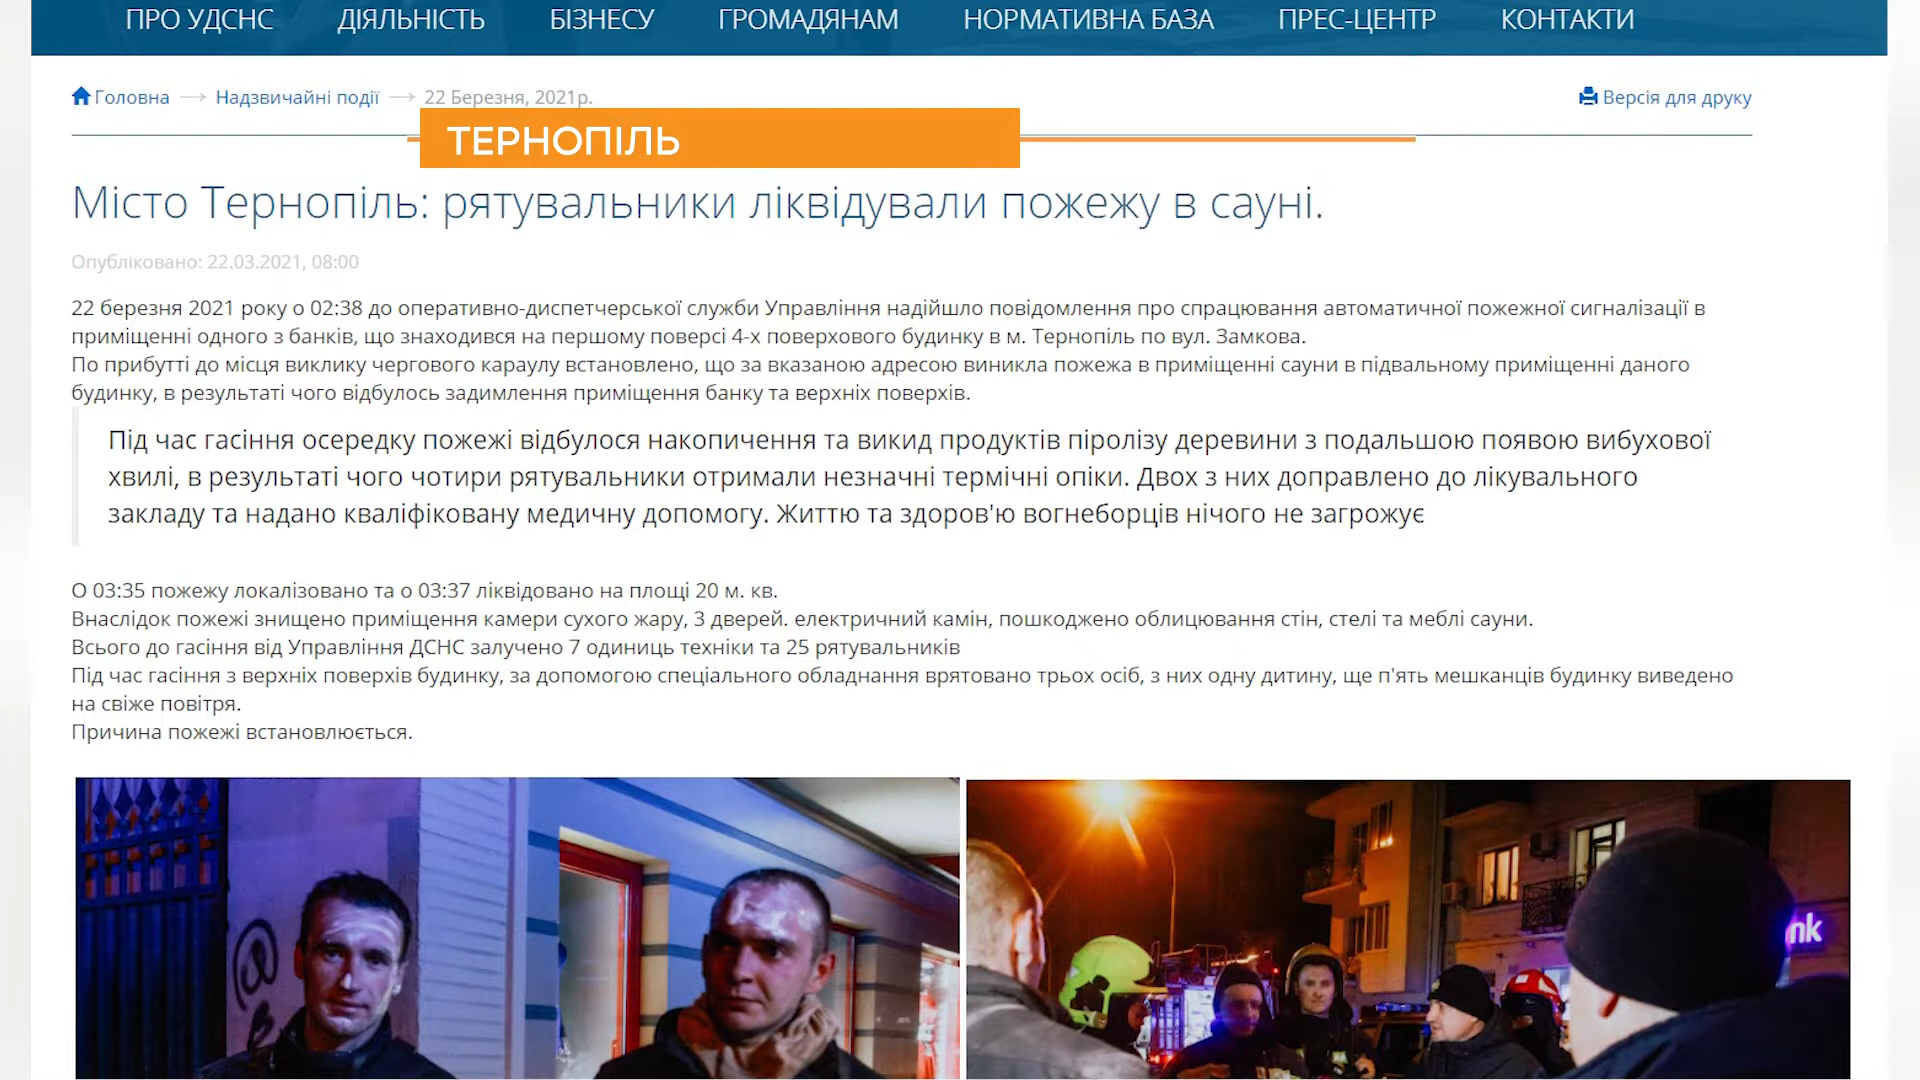 ПРО УДСНС ДІЯЛЬНІСТЬ БІЗНЕСУ ГРОМАДЯНАМ НОРМАТИВНА БАЗА ПРЕС-ЦЕНТР КОНТАКТИ
Головна → Надзвичайні події → 22 Березня, 2021р. Версія для друку
ТЕРНОПІЛЬ
Місто Тернопіль: рятувальники ліквідували пожежу в сауні.
Опубліковано: 22.03.2021, 08:00
22 березня 2021 року о 02:38 до оперативно-диспетчерської служби Управління надійшло повідомлення про спрацювання автоматичної пожежної сигналізації в
приміщенні одного з банків, що знаходився на першому поверсі 4-х поверхового будинку в м. Тернопіль по вул. Замкова.
По прибутті до місця виклику чергового караулу встановлено, що за вказаною адресою виникла пожежа в приміщенні сауни в підвальному приміщенні даного
будинку, в результаті чого відбулось задимлення приміщення банку та верхніх поверхів.
Під час гасіння осередку пожежі відбулося накопичення та викид продуктів піролізу деревини з подальшою появою вибухової
хвилі, в результаті чого чотири рятувальники отримали незначні термічні опіки. Двох з них доправлено до лікувального
закладу та надано кваліфіковану медичну допомогу. Життю та здоров'ю вогнеборців нічого не загрожує
О 03:35 пожежу локалізовано та о 03:37 ліквідовано на площі 20 м. кв.
Внаслідок пожежі знищено приміщення камери сухого жару, 3 дверей. електричний камін, пошкоджено облицювання стін, стелі та меблі сауни.
Всього до гасіння від Управління ДСНС залучено 7 одиниць техніки та 25 рятувальників
Під час гасіння з верхніх поверхів будинку, за допомогою спеціального обладнання врятовано трьох осіб, з них одну дитину, ще п'ять мешканців будинку виведено
на свіже повітря.
Причина пожежі встановлюється.
nk